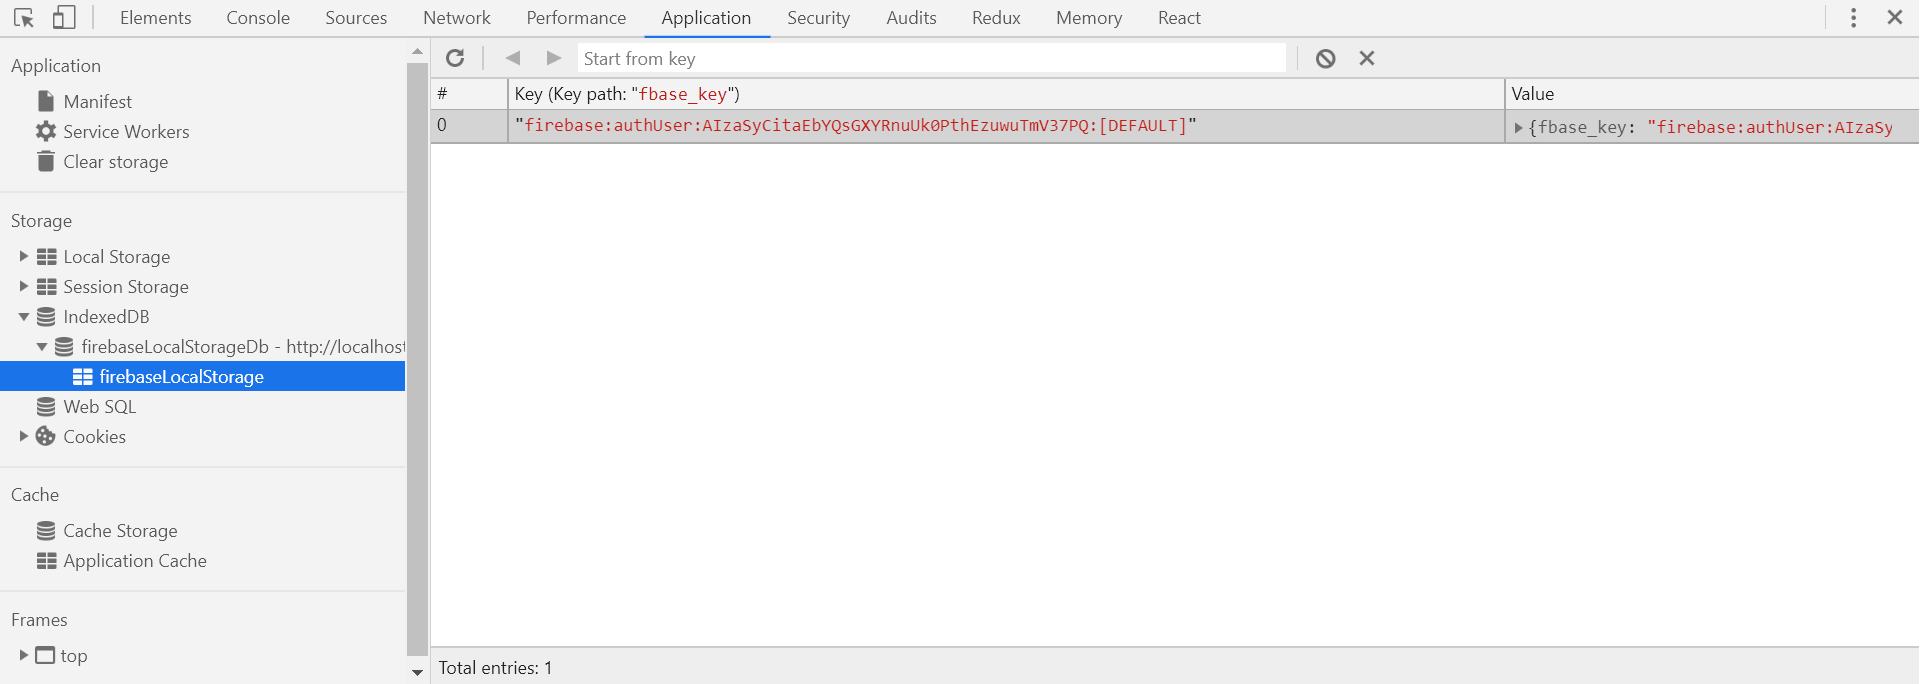 Elements Console Sources Network Performance Application Security Audits Redux Memory React
Application
Manifest
Service Workers
Clear storage
Storage
Local Storage
Session Storage
IndexedDB
firebaseLocalStorageDb - http://localhost
firebaseLocalStorage
Web SQL
Cookies
Cache
Cache Storage
Application Cache
Frames
top
Start from key
# Key (Key path: "fbase_key") Value
0 "firebase:authUser:AIzaSyCitaEbYQsGXYRnuUk0PthEzuwuTmV37PQ:[DEFAULT]" {fbase_key: "firebase:authUser:AIzaSy
Total entries: 1